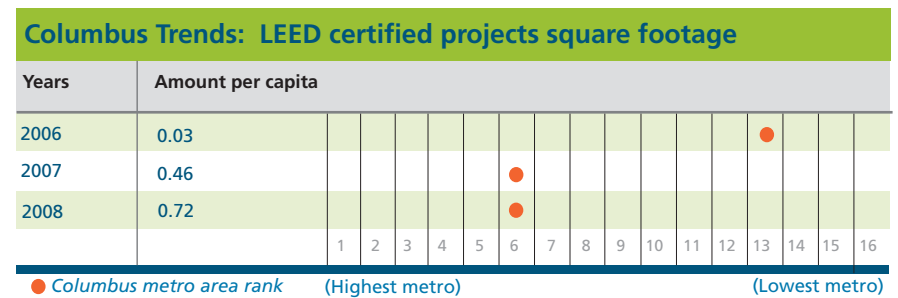 Columbus Trends: LEED certified projects square footage
Years Amount per capita
2006 0.03
2007 0.46
2008 0.72
1 2 3 4 5 6 7 8 9 10 11 12 13 14 15 16
Columbus metro area rank (Highest metro) (Lowest metro)